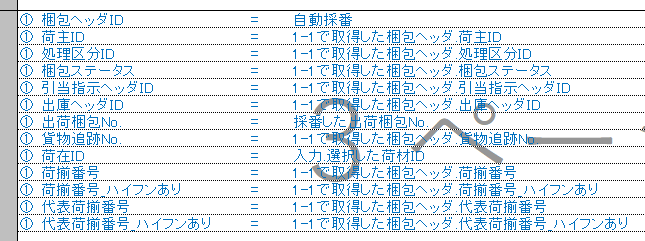 ① 梱包ヘッダID = 自動採番
① 荷主ID = 1-1で取得した梱包ヘッダ.荷主ID
① 処理区分ID = 1-1で取得した梱包ヘッダ.処理区分ID
① 梱包ステータス = 1-1で取得した梱包ヘッダ.梱包ステータス
① 引当指示ヘッダID = 1-1で取得した梱包ヘッダ.引当指示ヘッダID
① 出庫ヘッダID = 1-1で取得した梱包ヘッダ.出庫ヘッダID
① 出荷梱包No. = 採番した出荷梱包No
① 貨物追跡No. = 1-1で取得した梱包ヘッダ.貨物追跡No.
① 荷在ID = 入力.選択した荷材ID
① 荷揃番号 = 1-1で取得した梱包ヘッダ.荷揃番号
① 荷揃番号_ハイフンあり = 1-1で取得した梱包ヘッダ.荷揃番号_ハイフンあり
① 代表荷揃番号 = 1-1で取得した梱包ヘッダ.代表荷揃番号
① 代表荷揃番号_ハイフンあり = 1-1で取得した梱包ヘッダ.代表荷揃番号_ハイフンあり
3 ペー